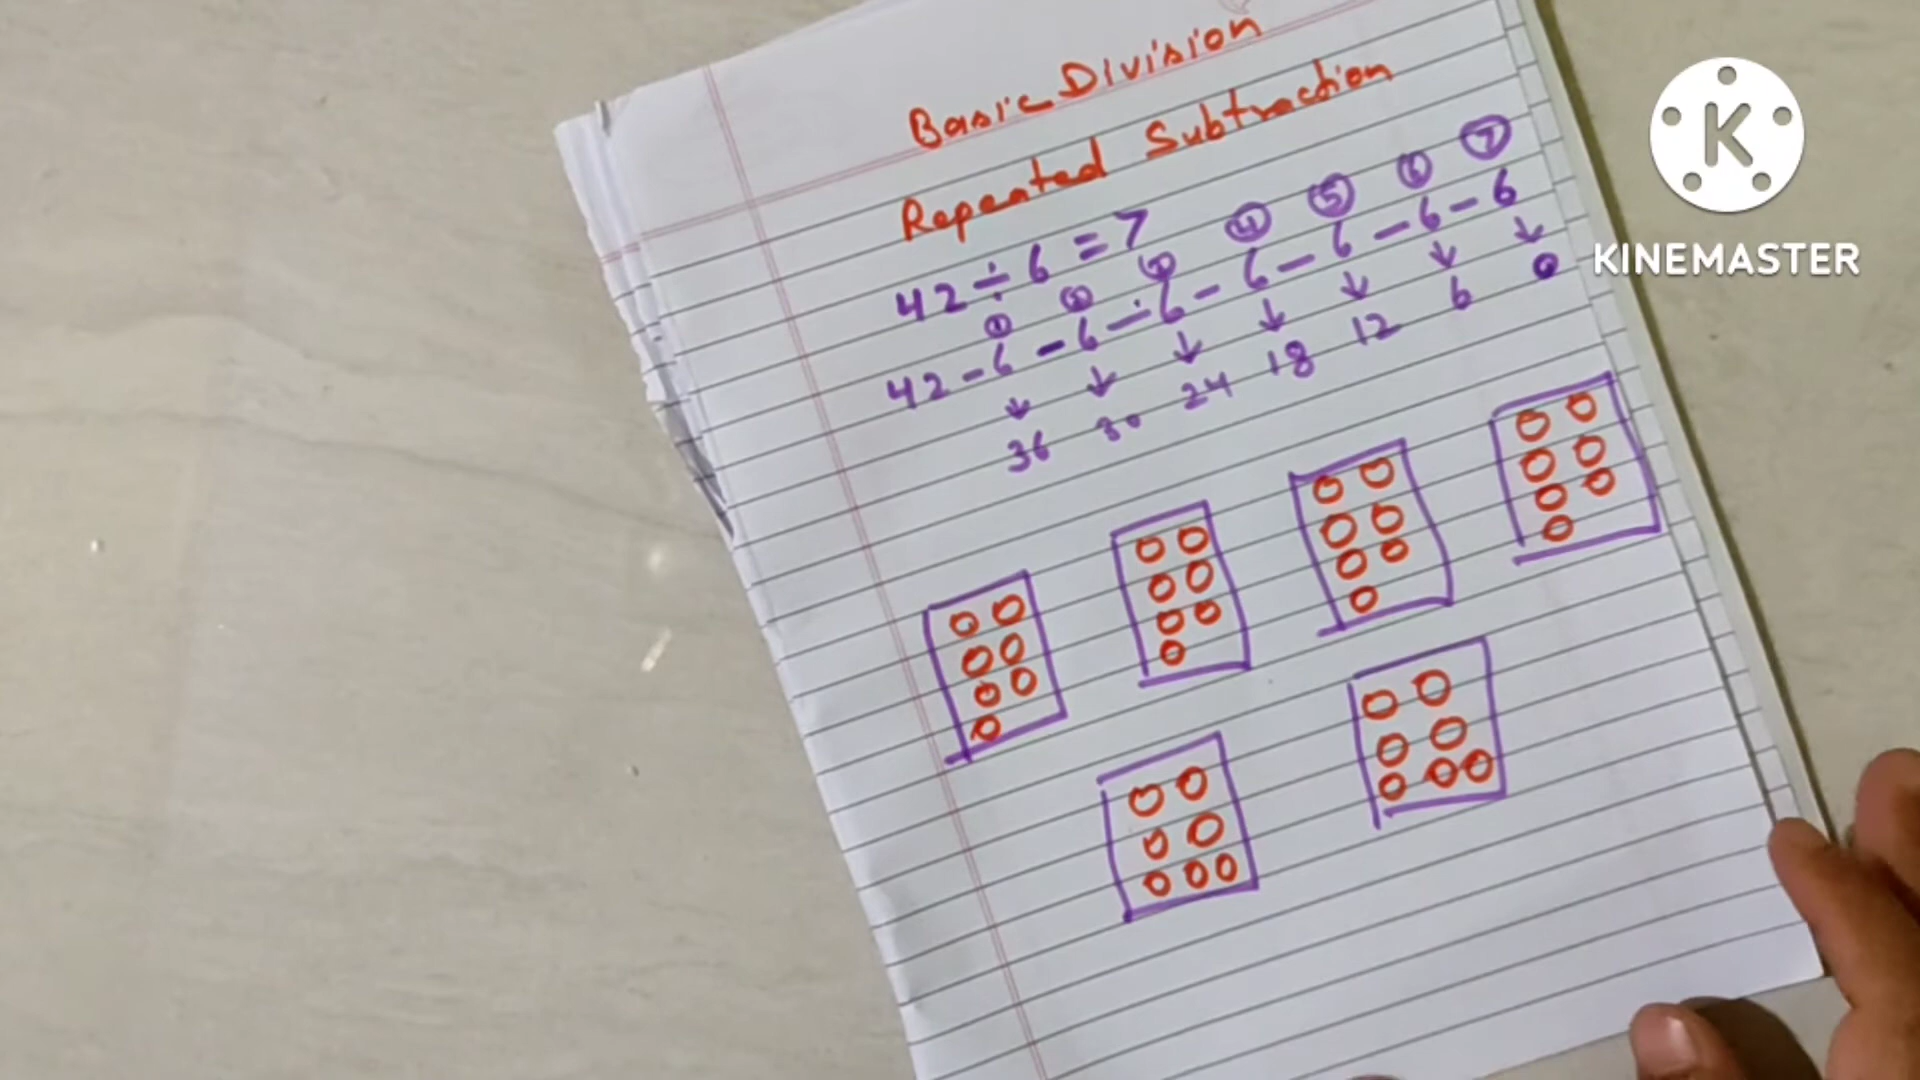 Basic Division
Repeated Subtraction
42 ÷ 6 = 7
① ② ③ ④ ⑤ ⑥ ⑦
42 - 6 - 6 - 6 - 6 - 6 - 6 - 6
↓ ↓ ↓ ↓ ↓ ↓ ↓
36 30 24 18 12 6 0
K
KINEMASTER